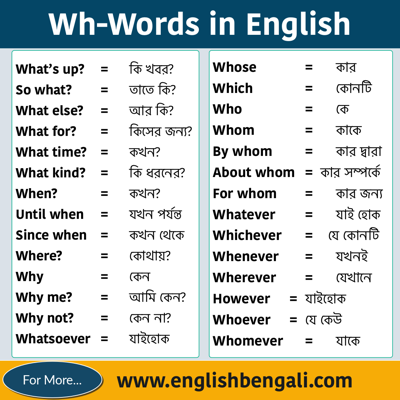 Wh-Words in English
What's up? = কি খবর?
So what? = তাতে কি?
What else? = আর কি?
What for? = কিসের জন্য?
What time? = কখন?
What kind? = কি ধরনের?
When? = কখন?
Until when = যখন পর্যন্ত
Since when = কখন থেকে
Where? = কোথায়?
Why = কেন
Why me? = আমি কেন?
Why not? = কেন না?
Whatsoever = যাইহোক
Whose = কার
Which = কোনটি
Who = কে
Whom = কাকে
By whom = কার দ্বারা
About whom = কার সম্পর্কে
For whom = কার জন্য
Whatever = যাই হোক
Whichever = যে কোনটি
Whenever = যখনই
Wherever = যেখানে
However = যাইহোক
Whoever = যে কেউ
Whomever = যাকে
For More...
www.englishbengali.com